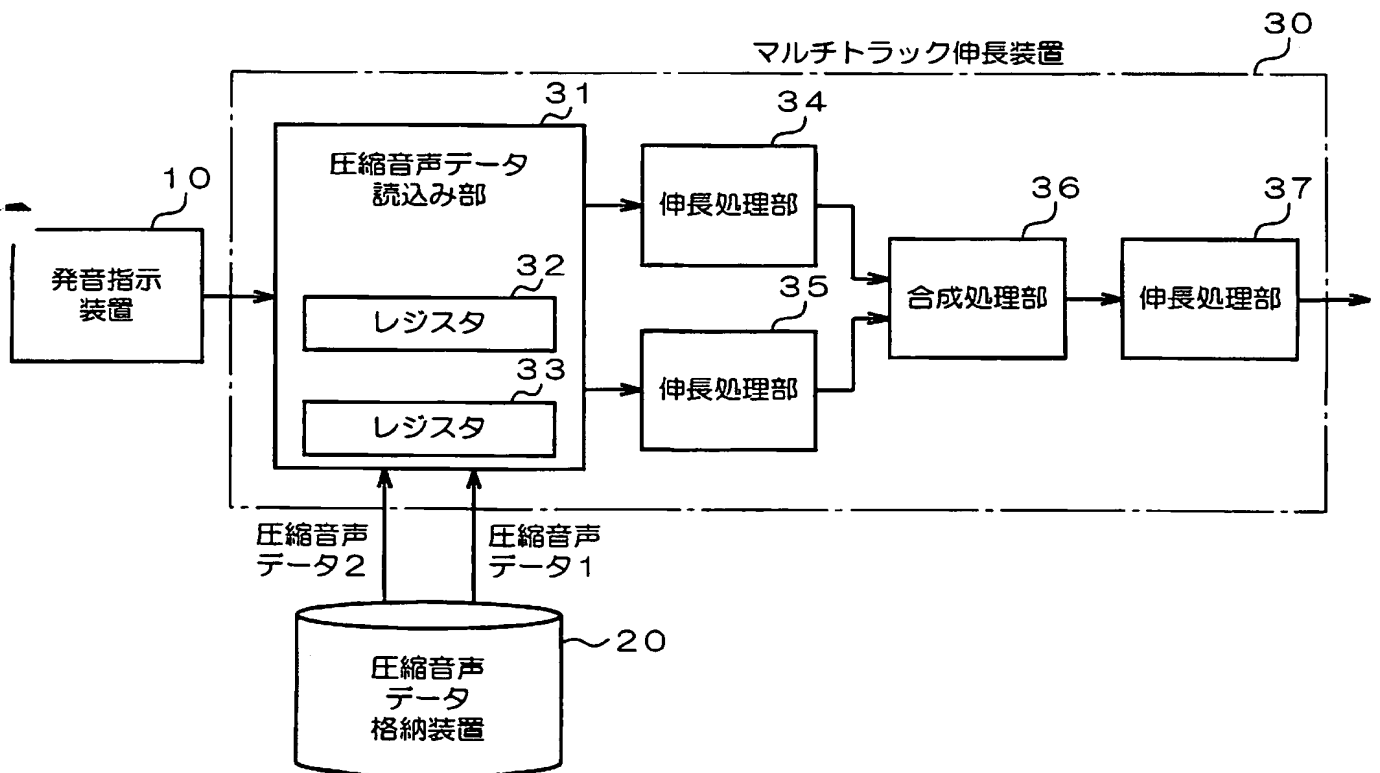 30
マルチトラック伸長装置
31
34
圧縮音声データ
読込み部
10
伸長処理部
36
37
発音指示
装置
32
レジスタ
35
合成処理部
伸長処理部
33
レジスタ
伸長処理部
圧縮音声
データ2
圧縮音声
データ1
20
圧縮音声
データ
格納装置